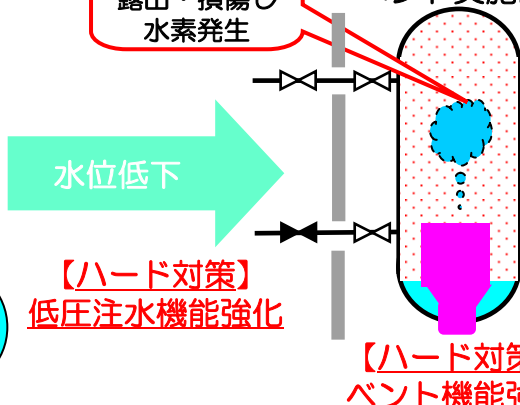 露出・損傷し
水素発生
水位低下
【ハード対策】
低圧注水機能強化
【ハード対策
ベント機能強